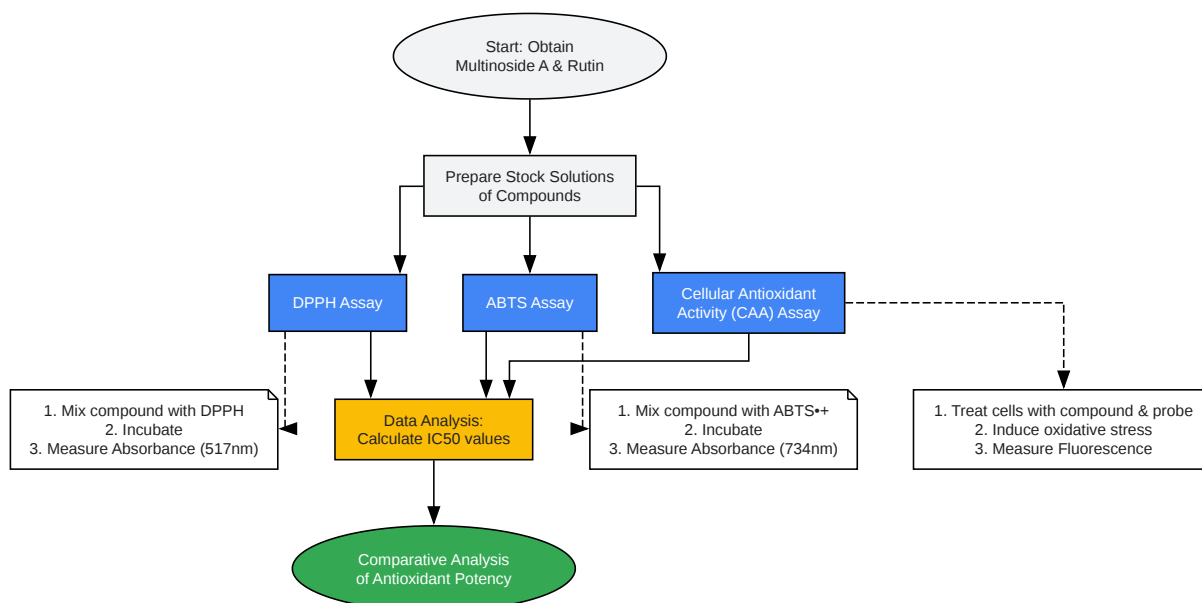 Start: Obtain
Multinoside A & Rutin
Prepare Stock Solutions
of Compounds
DPPH Assay
ABTS Assay
Cellular Antioxidant
Activity (CAA) Assay
1. Mix compound with DPPH
2. Incubate
3. Measure Absorbance (517nm)
Data Analysis:
Calculate IC50 values
1. Mix compound with ABTS•+
2. Incubate
3. Measure Absorbance (734nm)
1. Treat cells with compound & probe
2. Induce oxidative stress
3. Measure Fluorescence
Comparative Analysis
of Antioxidant Potency